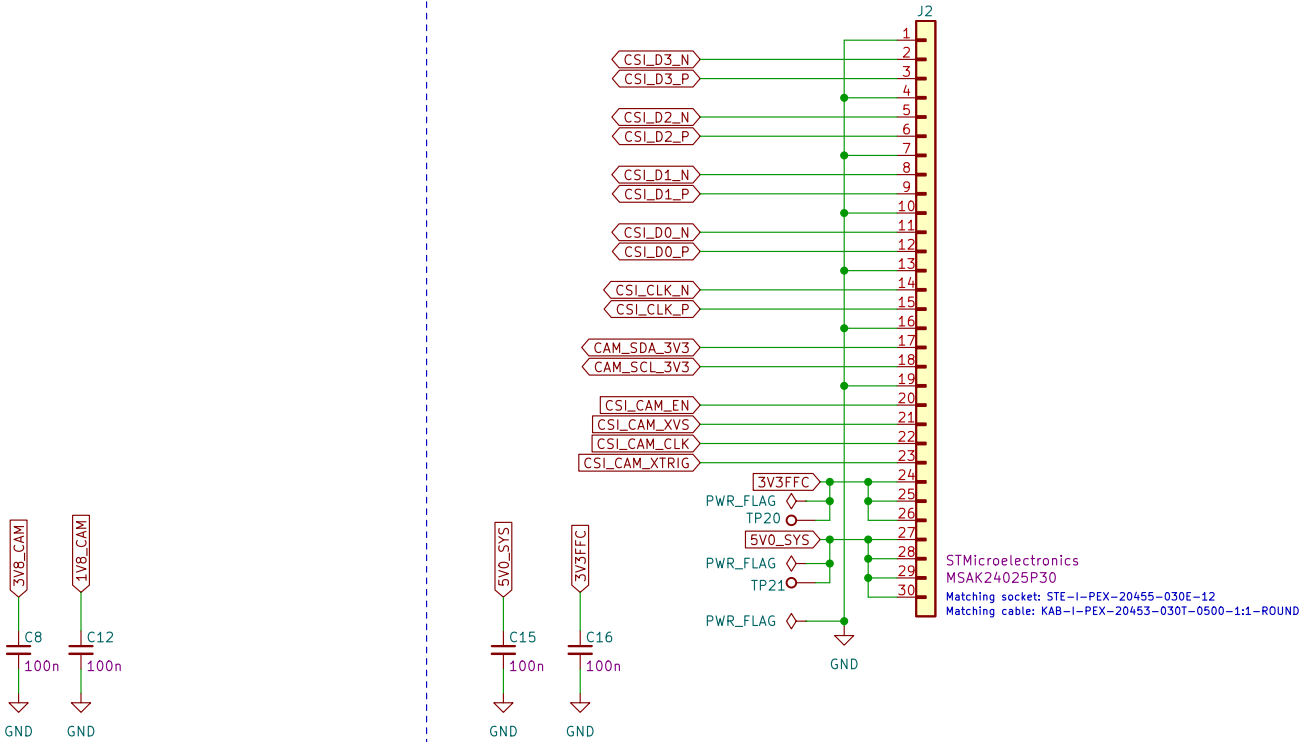 J2
1
CSI_D3_N 2
CSI_D3_P 3
4
CSI_D2_N 5
CSI_D2_P 6
7
CSI_D1_N 8
CSI_D1_P 9
10
CSI_D0_N 11
CSI_D0_P 12
13
CSI_CLK_N 14
CSI_CLK_P 15
16
CAM_SDA_3V3 17
CAM_SCL_3V3 18
19
CSI_CAM_EN 20
CSI_CAM_XVS 21
CSI_CAM_CLK 22
CSI_CAM_XTRIG 23
3V3FFC 24
PWR_FLAG 25
TP20 26
5V0_SYS 27
PWR_FLAG 28
TP21 29
30
PWR_FLAG
GND
STMicroelectronics
MSAK24025P30
Matching socket: STE-I-PEX-20455-030E-12
Matching cable: KAB-I-PEX-20453-030T-0500-1:1-ROUND
3V8_CAM
C8
100n
GND
1V8_CAM
C12
100n
GND
5V0_SYS
C15
100n
GND
3V3FFC
C16
100n
GND